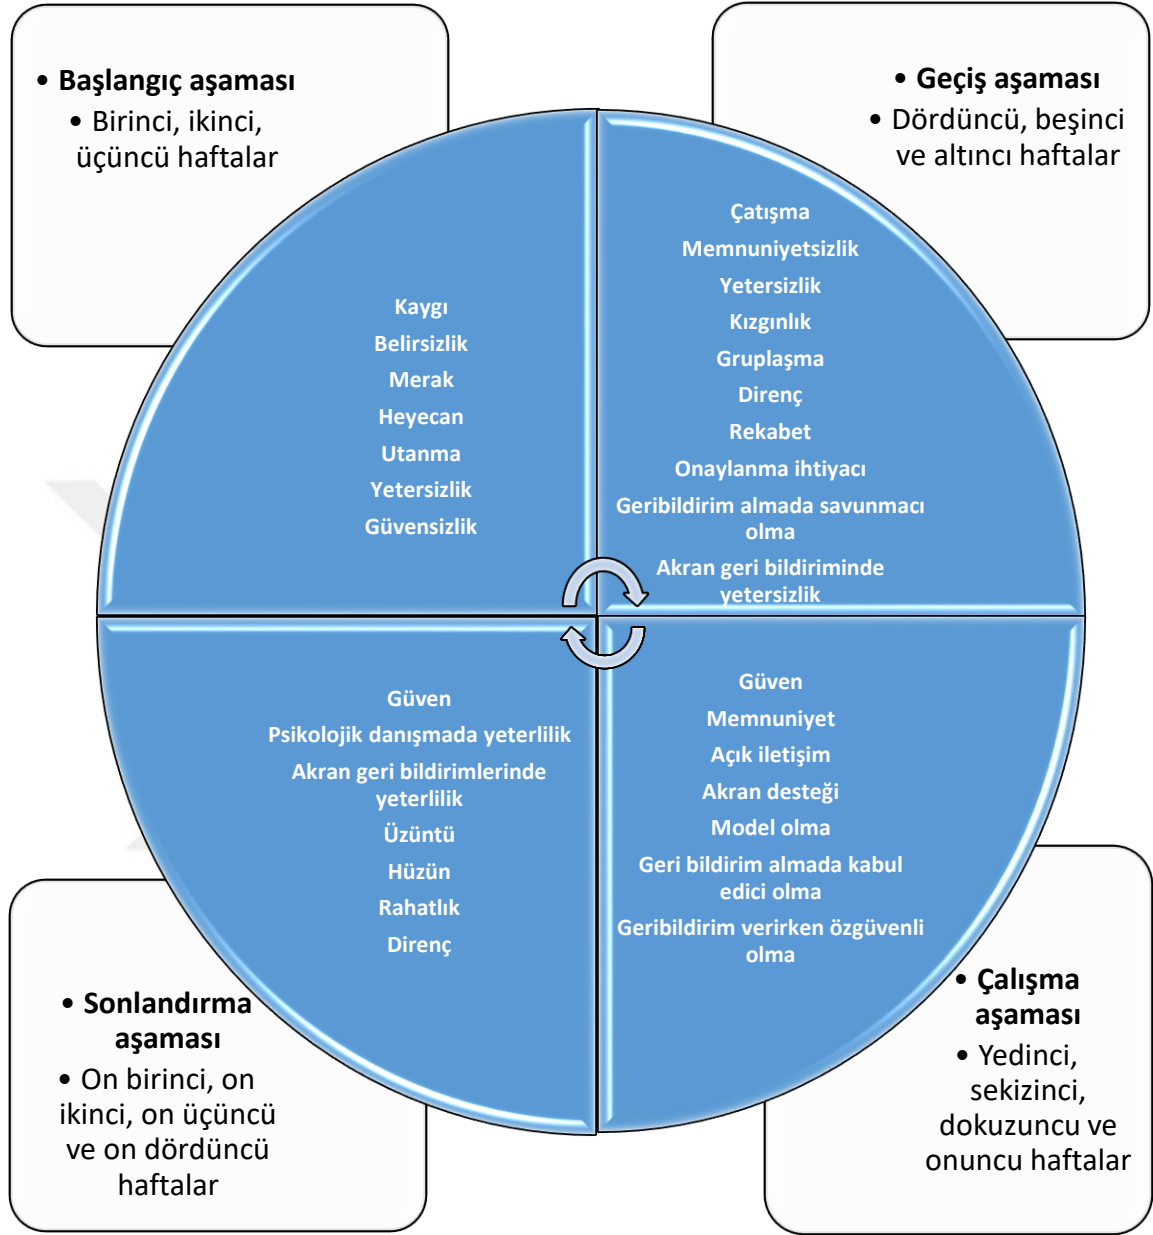 • Başlangıç aşaması
• Birinci, ikinci,
üçüncü haftalar
• Geçiş aşaması
• Dördüncü, beşinci
ve altıncı haftalar
Kaygı
Belirsizlik
Merak
Heyecan
Utanma
Yetersizlik
Güvensizlik
Çatışma
Memnuniyetsizlik
Yetersizlik
Kızgınlık
Gruplaşma
Direnç
Rekabet
Onaylanma ihtiyacı
Geribildirim almada savunmacı
olma
Akran geri bildiriminde
yetersizlik
Güven
Psikolojik danışmada yeterlilik
Akran geri bildirimlerinde
yeterlilik
Üzüntü
Hüzün
Rahatlık
Direnç
Güven
Memnuniyet
Açık iletişim
Akran desteği
Model olma
Geri bildirim almada kabul
edici olma
Geribildirim verirken özgüvenli
olma
• Sonlandırma
aşaması
• On birinci, on
ikinci, on üçüncü
ve on dördüncü
haftalar
• Çalışma
aşaması
• Yedinci,
sekizinci,
dokuzuncu ve
onuncu haftalar